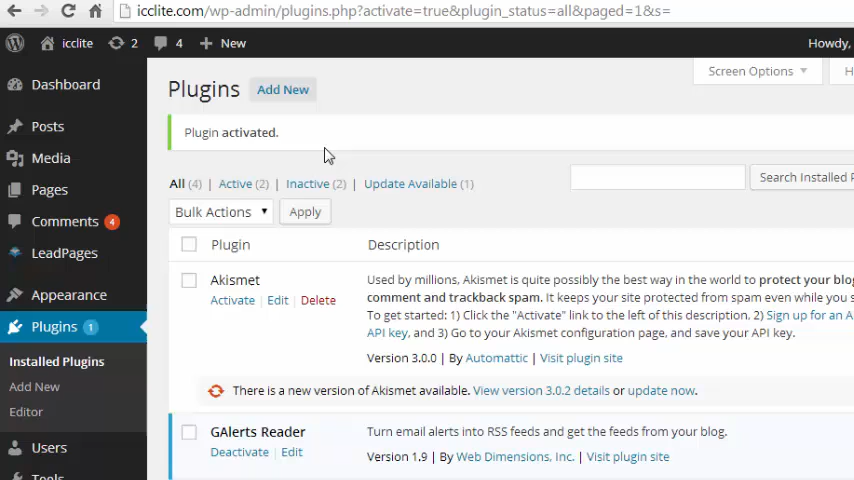 icclite.com/wp-admin/plugins.php?activate=true&plugin_status=all&paged=1&s=
icclite 2 4 New Howdy,
Dashboard
Posts
Media
Pages
Comments 4
LeadPages
Appearance
Plugins 1
Installed Plugins
Add New
Editor
Users
Tools
Screen Options H
Plugins Add New
Plugin activated.
All (4) | Active (2) | Inactive (2) | Update Available (1)
Search Installed P
Bulk Actions Apply
Plugin Description
Akismet
Activate | Edit | Delete
Used by millions, Akismet is quite possibly the best way in the world to protect your blog
comment and trackback spam. It keeps your site protected from spam even while you s
To get started: 1) Click the "Activate" link to the left of this description, 2) Sign up for an A
API key, and 3) Go to your Akismet configuration page, and save your API key.
Version 3.0.0 | By Automattic | Visit plugin site
There is a new version of Akismet available. View version 3.0.2 details or update now.
GAlerts Reader
Deactivate | Edit
Turn email alerts into RSS feeds and get the feeds from your blog.
Version 1.9 | By Web Dimensions, Inc. | Visit plugin site